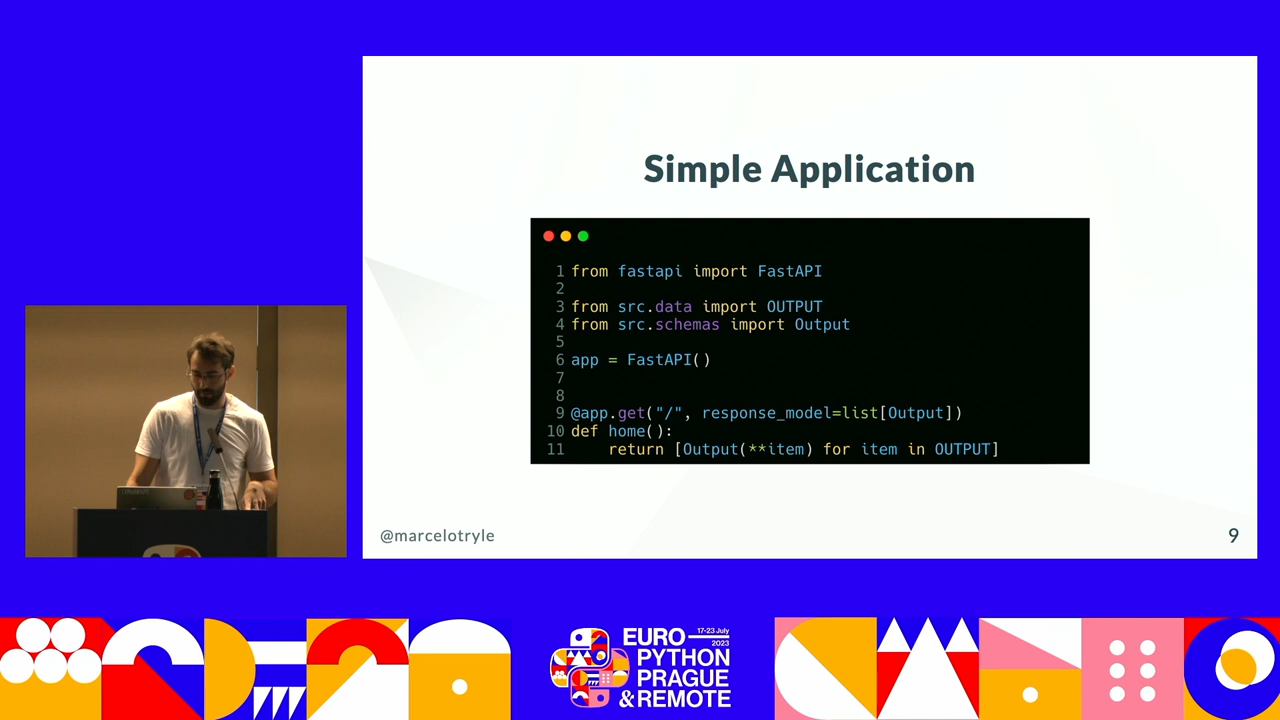 Simple Application
1 from fastapi import FastAPI
2
3 from src.data import OUTPUT
4 from src.schemas import Output
5
6 app = FastAPI()
7
8
9 @app.get("/", response_model=list[Output])
10 def home():
11     return [Output(**item) for item in OUTPUT]
@marcelotryle
9
EURO 17-23 July 2023
PYTHON
PRAGUE
&REMOTE